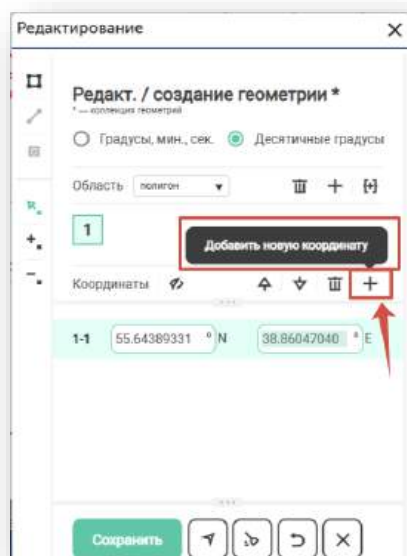 Редактирование
Редакт. / создание геометрии *
* — коллекция геометрий
Градусы, мин., сек. Десятичные градусы
Область полигон
1
Добавить новую координату
Координаты
1-1 55.64389331 ° N 38.86047040 ° E
Сохранить